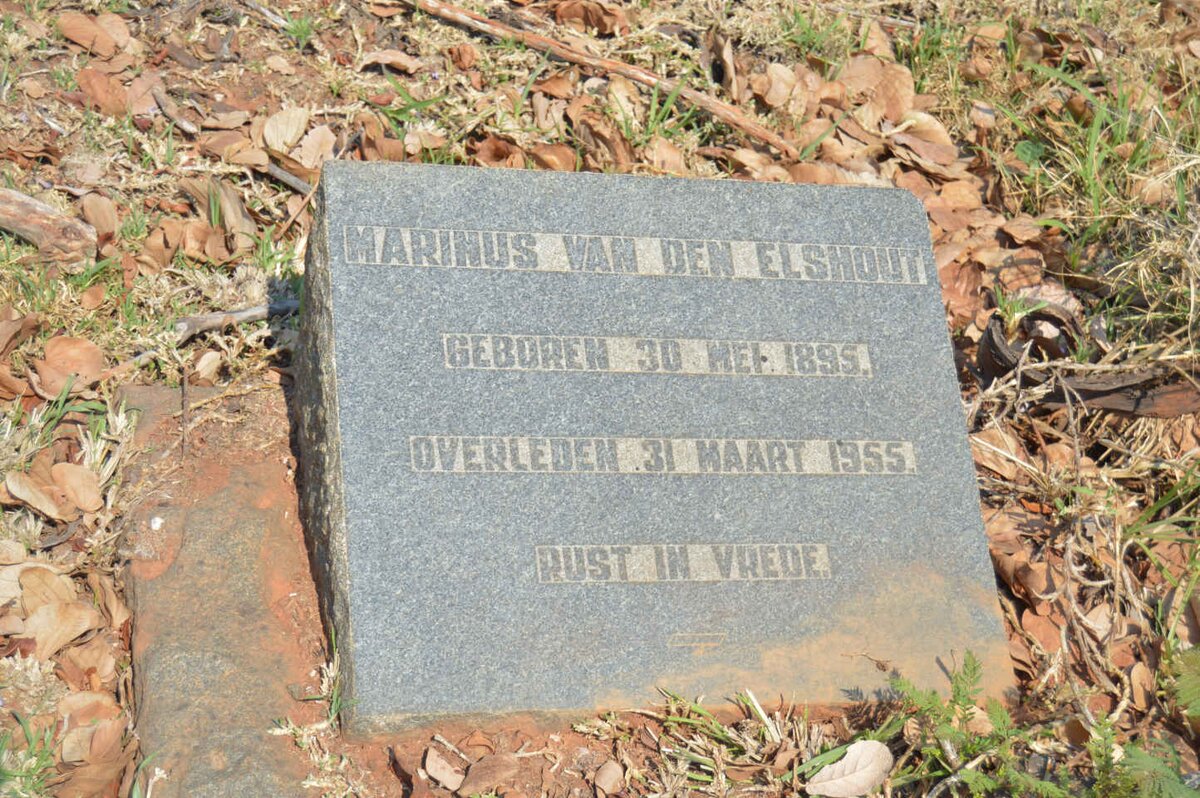 MARINUS VAN DEN ELSHOUT
GEBOREN 30 MEI 1895.
OVERLEDEN 31 MAART 1955.
RUST IN VREDE.